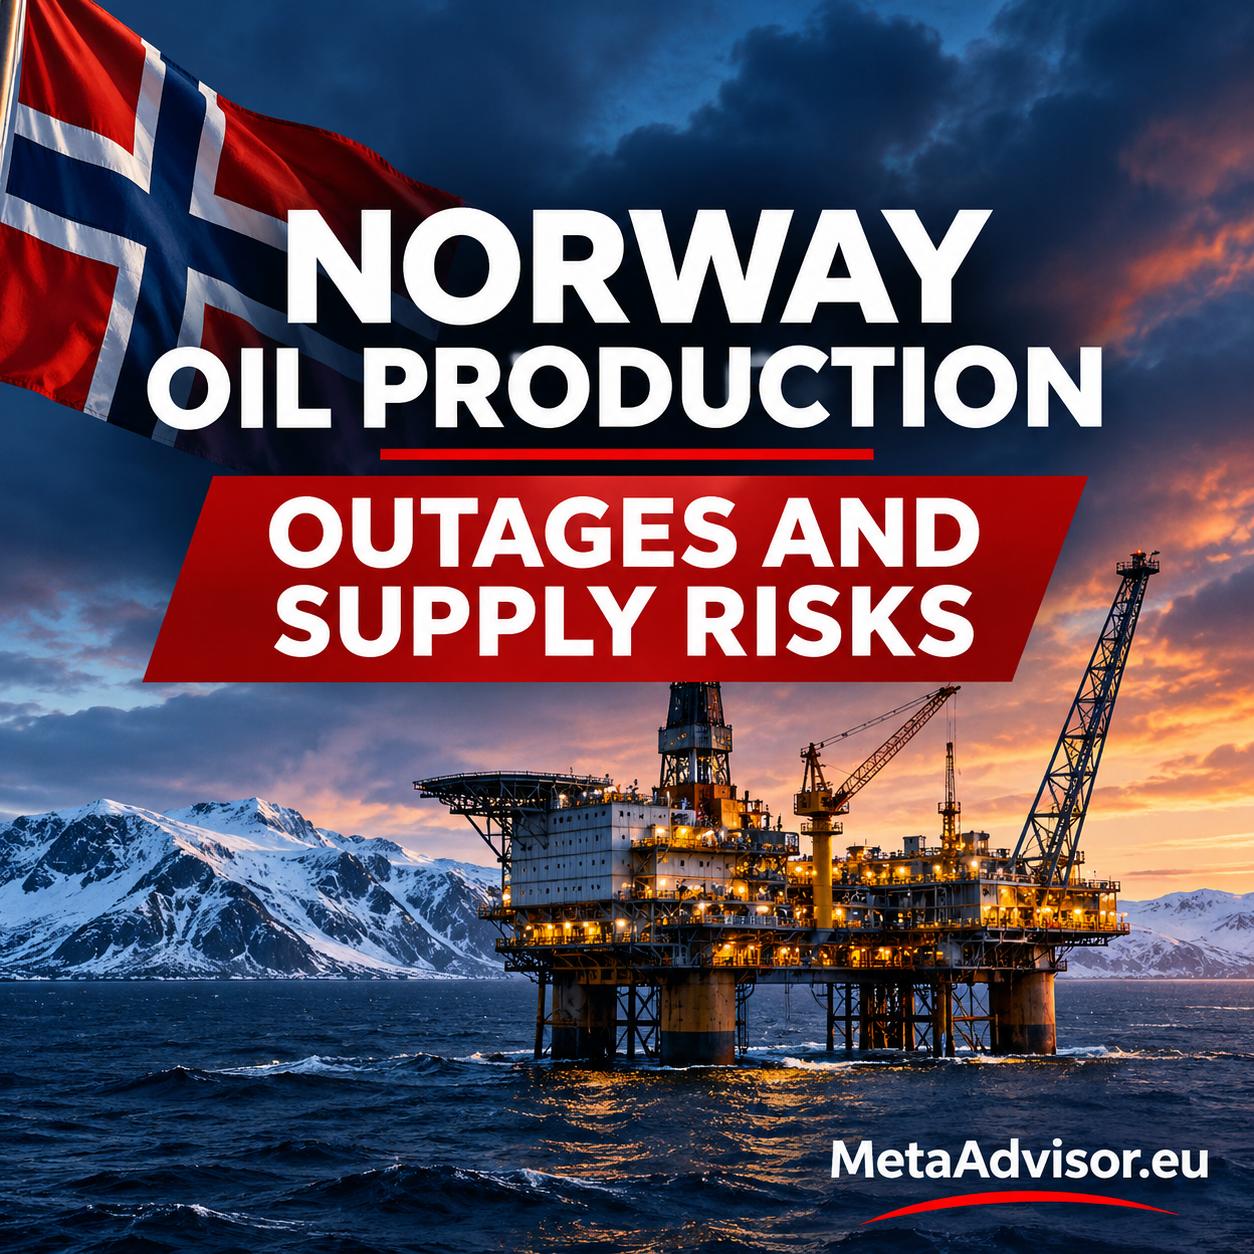 NORWAY
OIL PRODUCTION
OUTAGES AND
SUPPLY RISKS
MetaAdvisor.eu